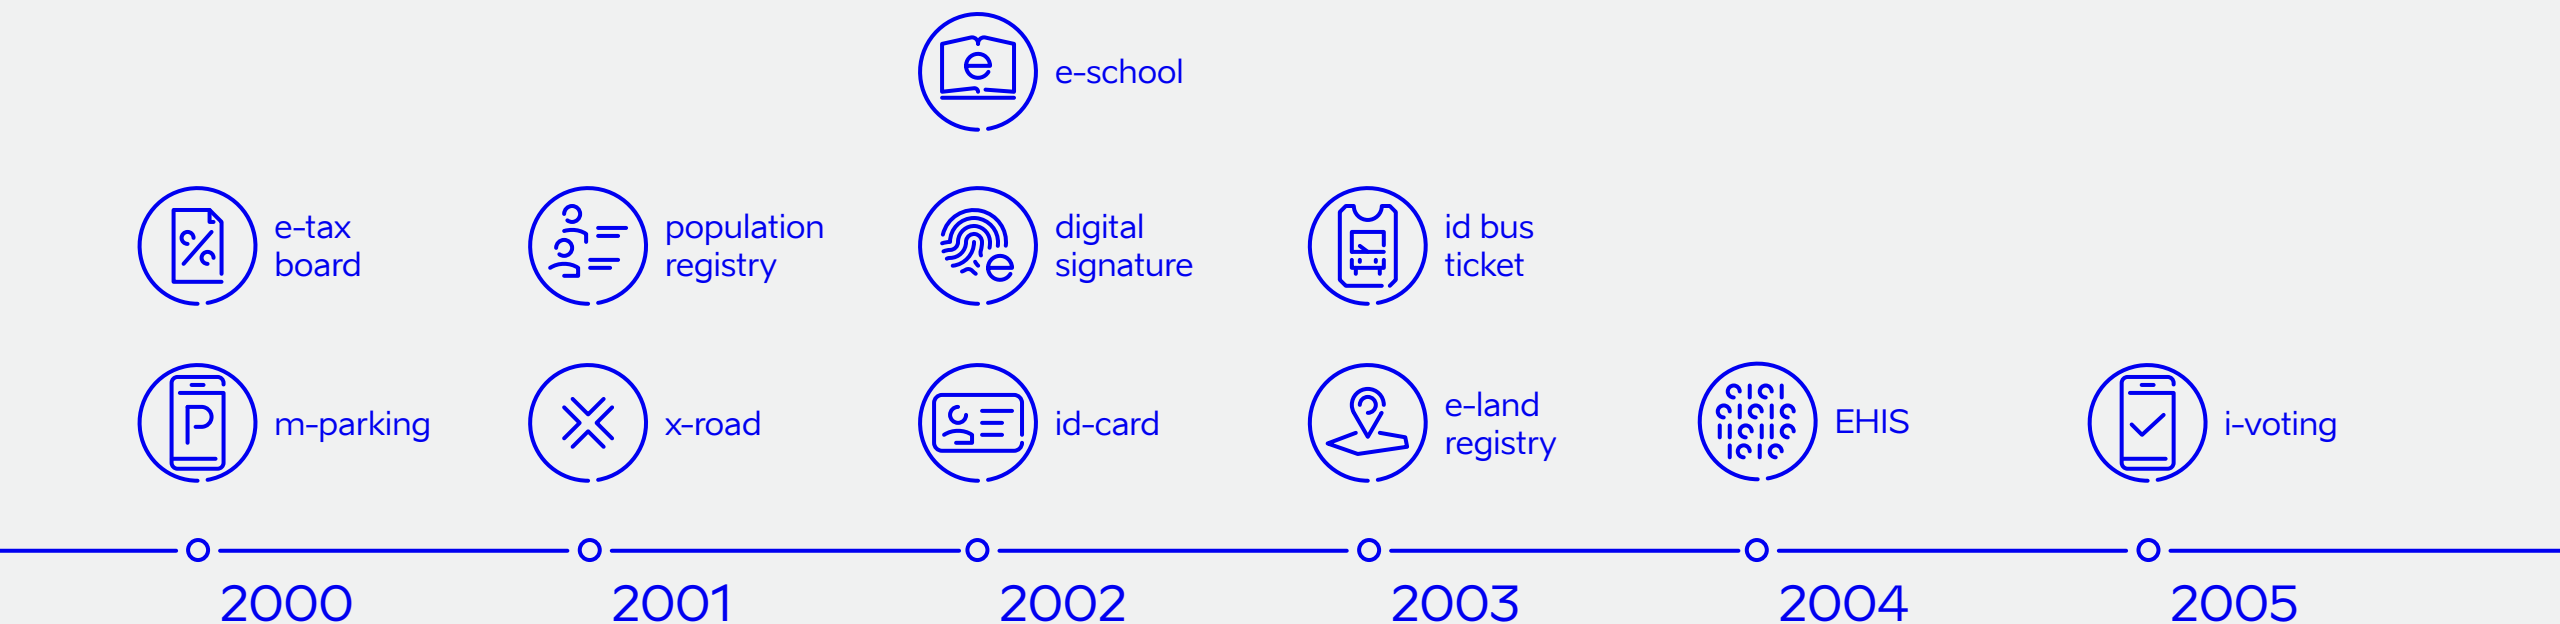 e-school
e-tax
board
population
registry
digital
signature
id bus
ticket
m-parking
x-road
id-card
e-land
registry
EHIS
i-voting
2000
2001
2002
2003
2004
2005